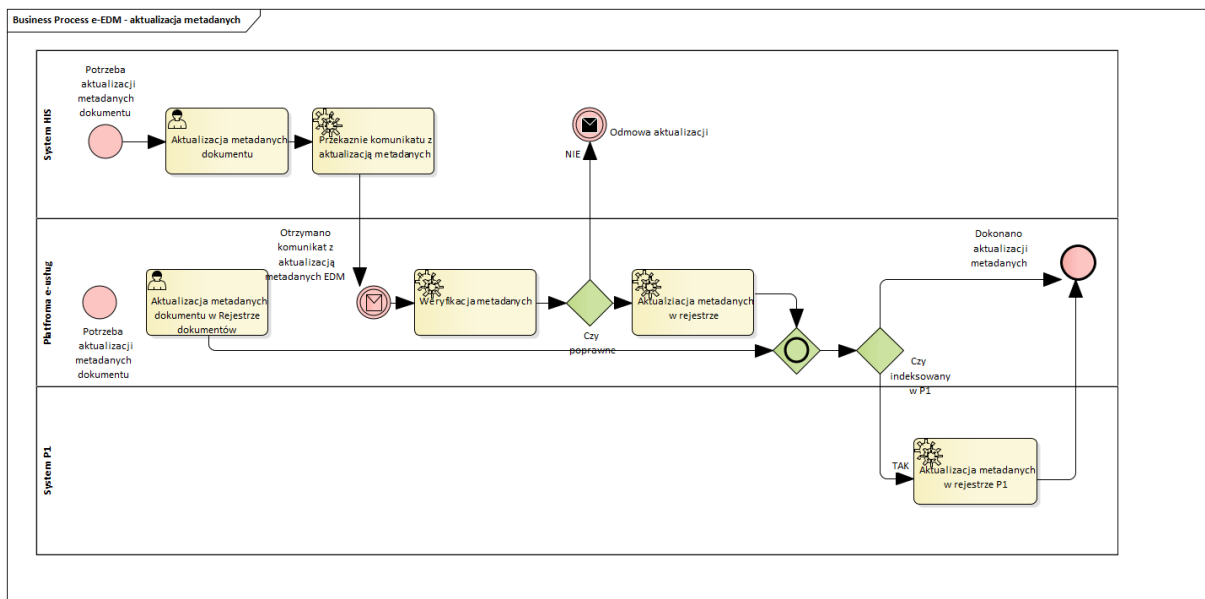 Business Process e-EDM - aktualizacja metadanych
System HIS
Potrzeba
aktualizacji
metadanych
dokumentu
Aktualizacja metadanych
dokumentu
Przekaznie komunikatu z
aktualizacją metadanych
Odmowa aktualizacji
NIE
Platfroma e-usług
Otrzymano
komunikat z
aktualizacją
metadanych EDM
Potrzeba
aktualizacji
metadanych
dokumentu
Aktualizacja metadanych
dokumentu w Rejestrze
dokumentów
Weryfikacja metadanych
Czy
poprawne
Aktualziacja metadanych
w rejestrze
Czy
indeksowany
w P1
Dokonano
aktualizacji
metadanych
System P1
TAK
Aktualizacja metadanych
w rejestrze P1